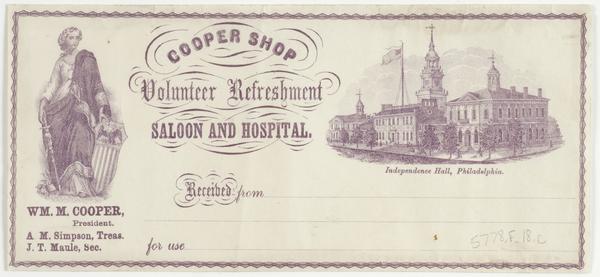 COOPER SHOP
Volunteer Refreshment
SALOON AND HOSPITAL.
Independence Hall, Philadelphia.
Received from
WM. M. COOPER,
President.
A. M. Simpson, Treas.
J. T. Maule, Sec.
for use
$
5778.F.18.c